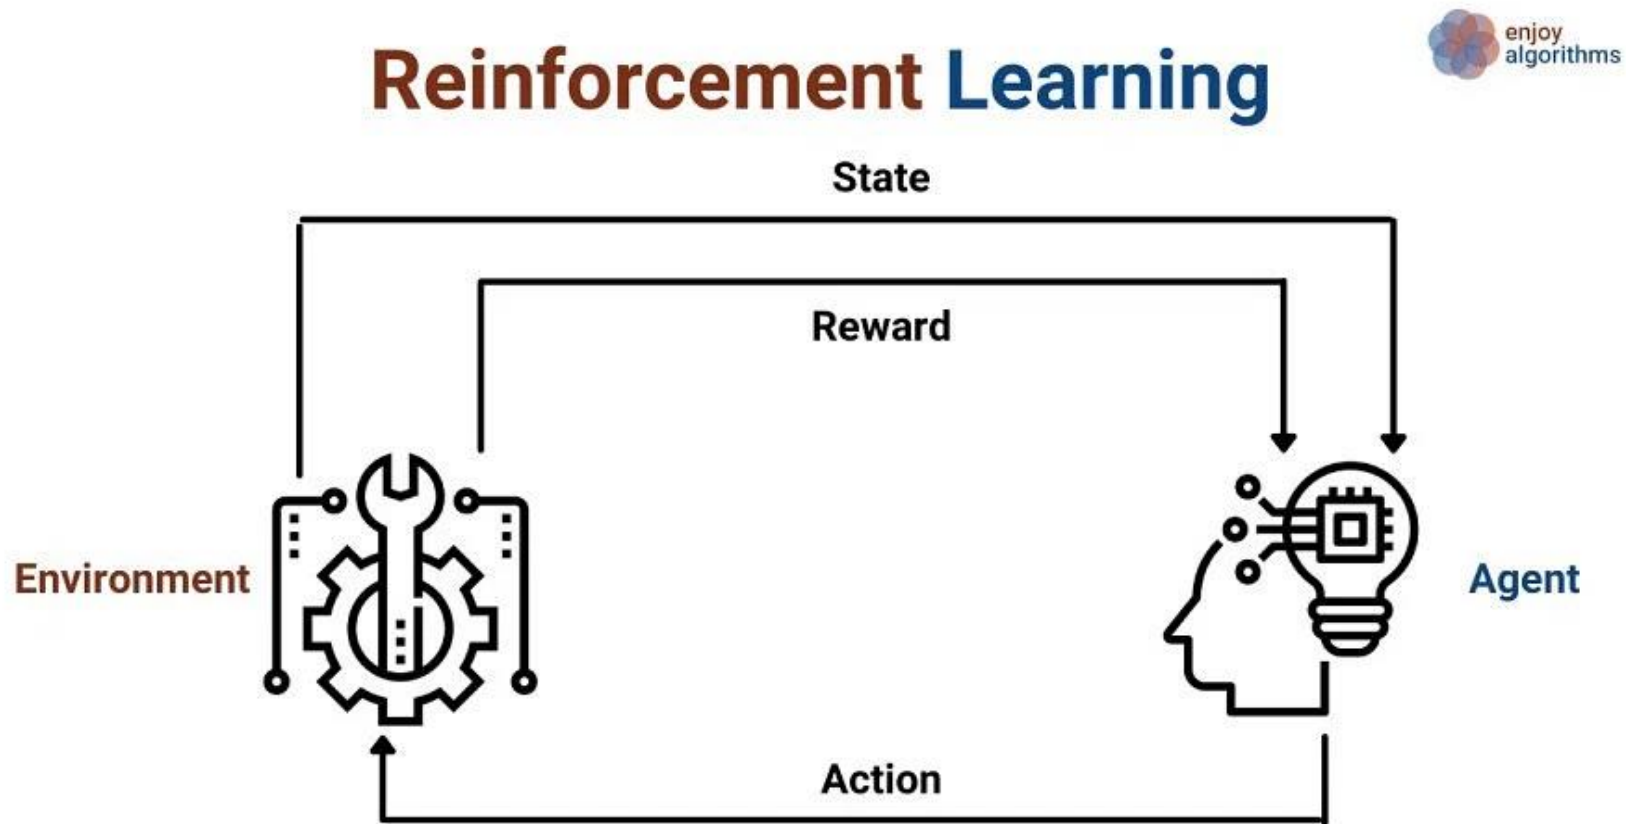 enjoy
algorithms
Reinforcement Learning
State
Reward
Environment
Agent
Action